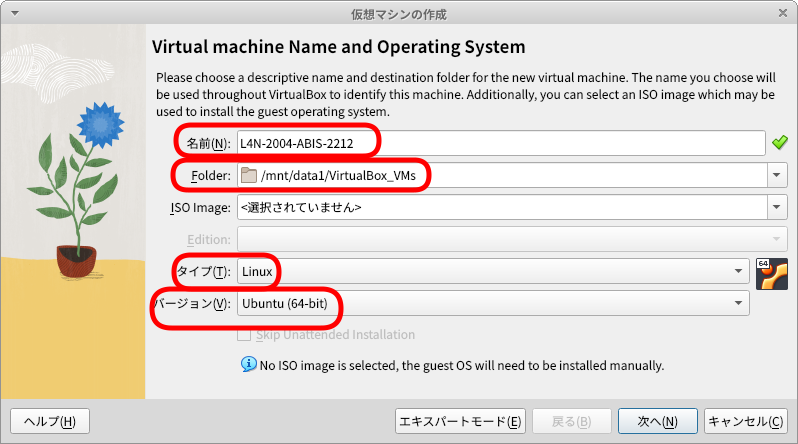 仮想マシンの作成
Virtual machine Name and Operating System
Please choose a descriptive name and destination folder for the new virtual machine. The name you choose will
be used throughout VirtualBox to identify this machine. Additionally, you can select an ISO image which may be
used to install the guest operating system.
名前(N): L4N-2004-ABIS-2212
Folder: /mnt/data1/VirtualBox_VMs
ISO Image: <選択されていません>
Edition:
タイプ(T): Linux
64
バージョン(V): Ubuntu (64-bit)
Skip Unattended Installation
No ISO image is selected, the guest OS will need to be installed manually.
ヘルプ(H) エキスパートモード(E) 戻る(B) 次へ(N) キャンセル(C)